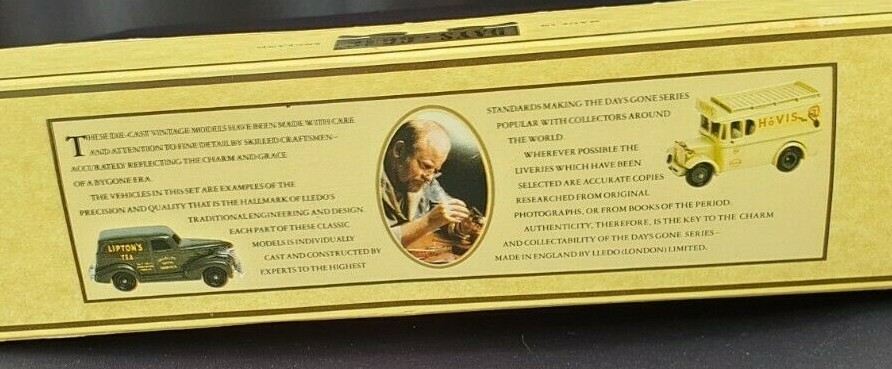 MADE IN
DAYS GONE
ENGLAND
THESE DIE-CAST VINTAGE MODELS HAVE BEEN MADE WITH CARE
AND ATTENTION TO FINE DETAIL BY SKILLED CRAFTSMEN–
ACCURATELY REFLECTING THE CHARM AND GRACE
OF A BYGONE ERA.
THE VEHICLES IN THIS SET ARE EXAMPLES OF THE
PRECISION AND QUALITY THAT IS THE HALLMARK OF LLEDO'S
TRADITIONAL ENGINEERING AND DESIGN.
EACH PART OF THESE CLASSIC
MODELS IS INDIVIDUALLY
CAST AND CONSTRUCTED BY
EXPERTS TO THE HIGHEST
LIPTON'S
TEA
STANDARDS MAKING THE DAYS GONE SERIES
POPULAR WITH COLLECTORS AROUND
THE WORLD.
WHEREVER POSSIBLE THE
LIVERIES WHICH HAVE BEEN
SELECTED ARE ACCURATE COPIES
RESEARCHED FROM ORIGINAL
PHOTOGRAPHS, OR FROM BOOKS OF THE PERIOD.
AUTHENTICITY, THEREFORE, IS THE KEY TO THE CHARM
AND COLLECTABILITY OF THE DAYS GONE SERIES–
MADE IN ENGLAND BY LLEDO (LONDON) LIMITED.
HōVIS